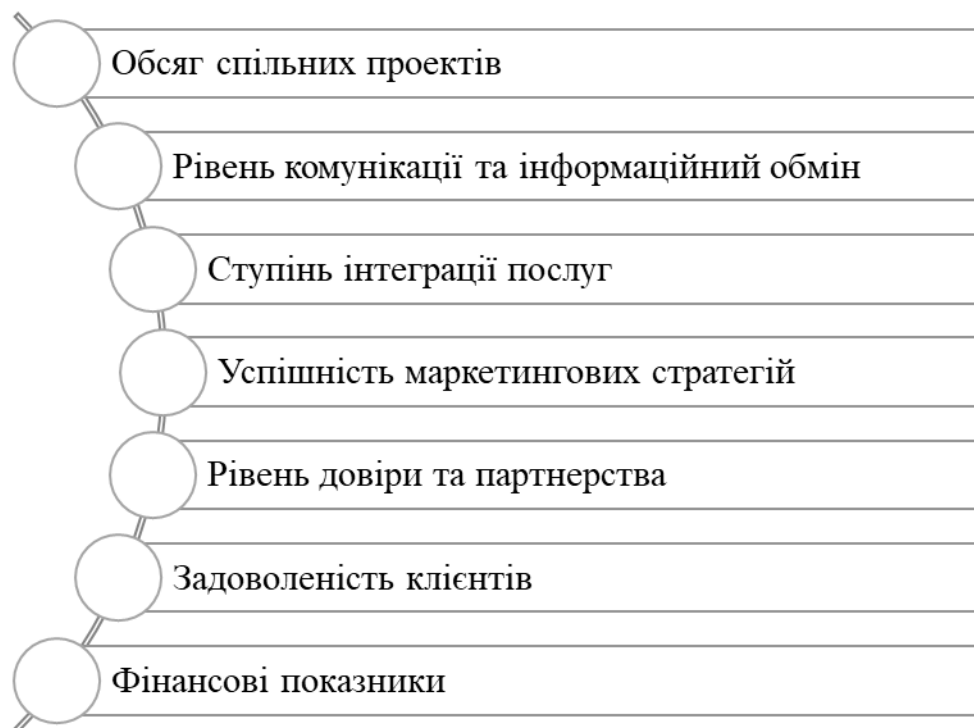 Обсяг спільних проектів
Рівень комунікації та інформаційний обмін
Ступінь інтеграції послуг
Успішність маркетингових стратегій
Рівень довіри та партнерства
Задоволеність клієнтів
Фінансові показники